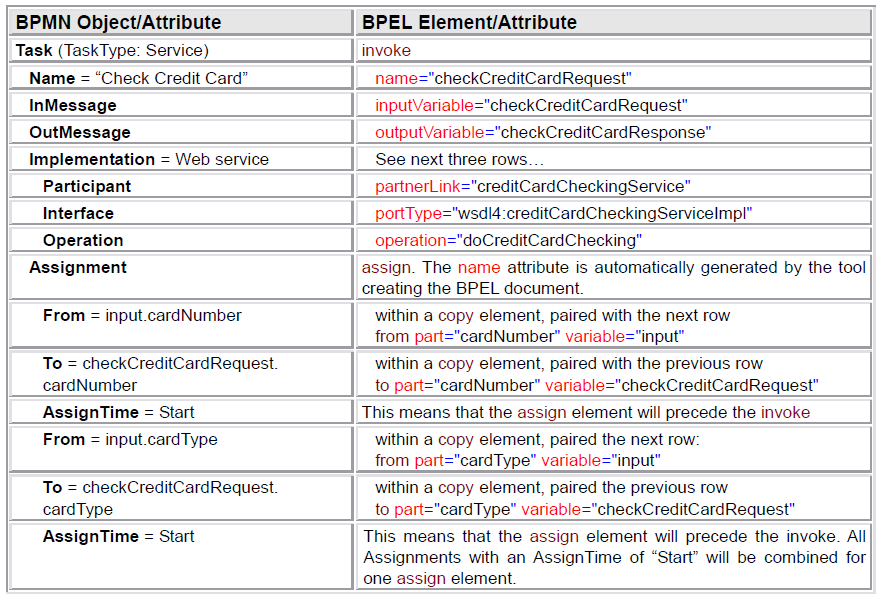 BPMN Object/Attribute
BPEL Element/Attribute
Task (TaskType: Service)
invoke
Name = “Check Credit Card”
name="checkCreditCardRequest"
InMessage
inputVariable="checkCreditCardRequest"
OutMessage
outputVariable="checkCreditCardResponse"
Implementation = Web service
See next three rows…
Participant
partnerLink="creditCardCheckingService"
Interface
portType="wsdl4:creditCardCheckingServiceImpl"
Operation
operation="doCreditCardChecking"
Assignment
assign. The name attribute is automatically generated by the tool
creating the BPEL document.
From = input.cardNumber
within a copy element, paired with the next row
from part="cardNumber" variable="input"
To = checkCreditCardRequest.
cardNumber
within a copy element, paired with the previous row
to part="cardNumber" variable="checkCreditCardRequest"
AssignTime = Start
This means that the assign element will precede the invoke
From = input.cardType
within a copy element, paired the next row:
from part="cardType" variable="input"
To = checkCreditCardRequest.
cardType
within a copy element, paired the previous row
to part="cardType" variable="checkCreditCardRequest"
AssignTime = Start
This means that the assign element will precede the invoke. All
Assignments with an AssignTime of “Start” will be combined for
one assign element.